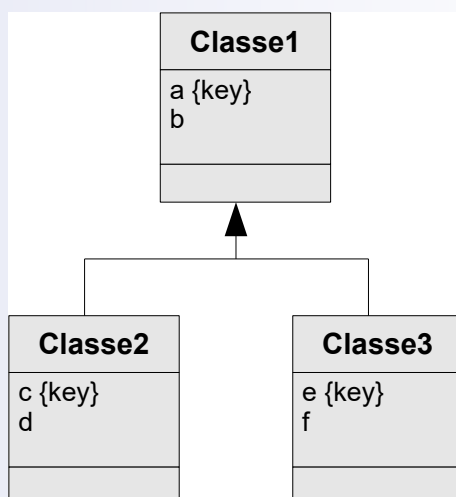 Classe1
a {key}
b
Classe2
c {key}
d
Classe3
e {key}
f